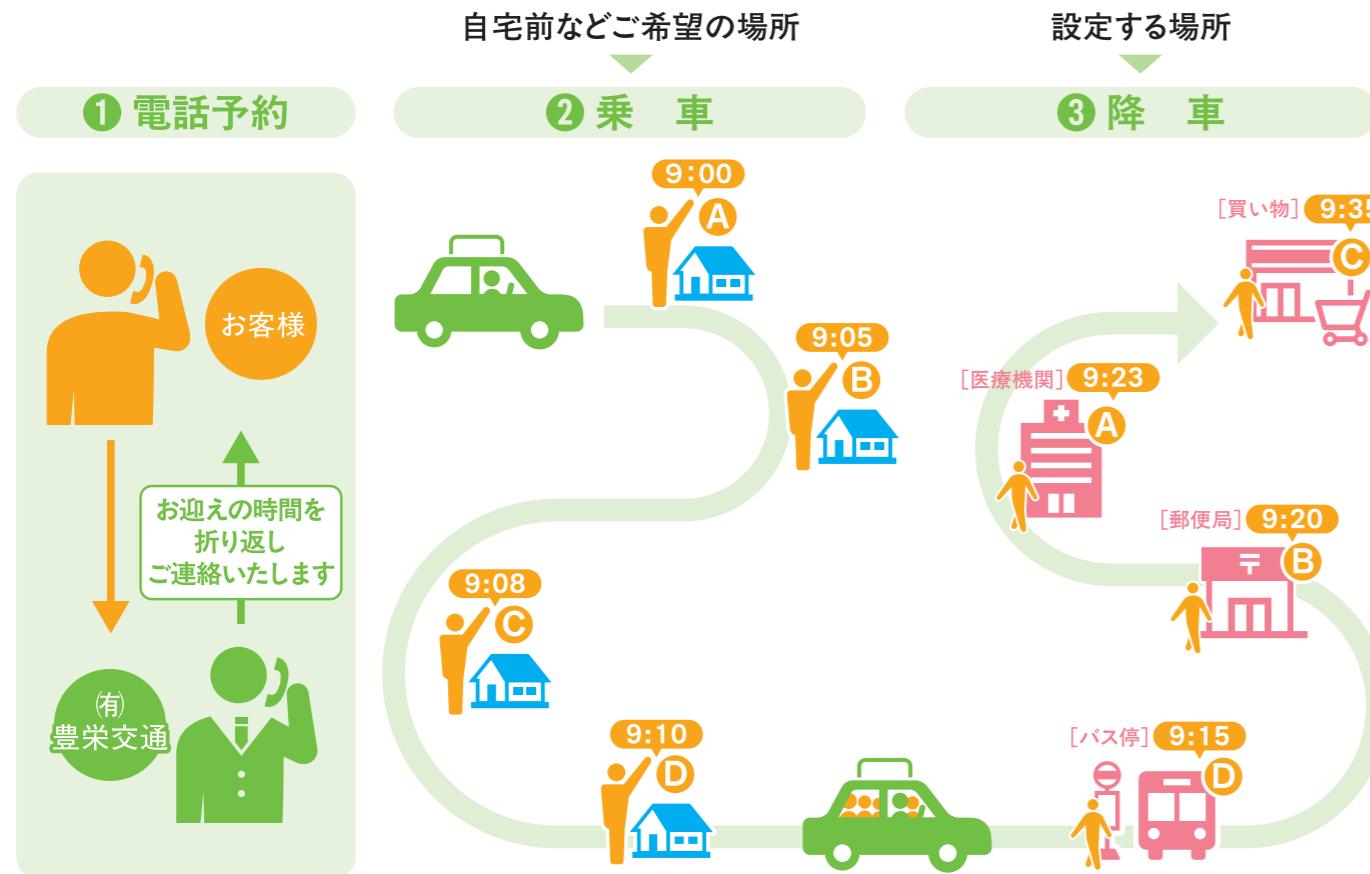 自宅前などご希望の場所
設定する場所
❶ 電話予約
❷ 乗　車
❸ 降　車
お客様
お迎えの時間を
折り返し
ご連絡いたします
㈲
豊栄交通
9:00
A
9:05
B
9:08
C
9:10
D
[バス停] 9:15
D
[郵便局] 9:20
B
〒
[医療機関] 9:23
A
[買い物] 9:35
C